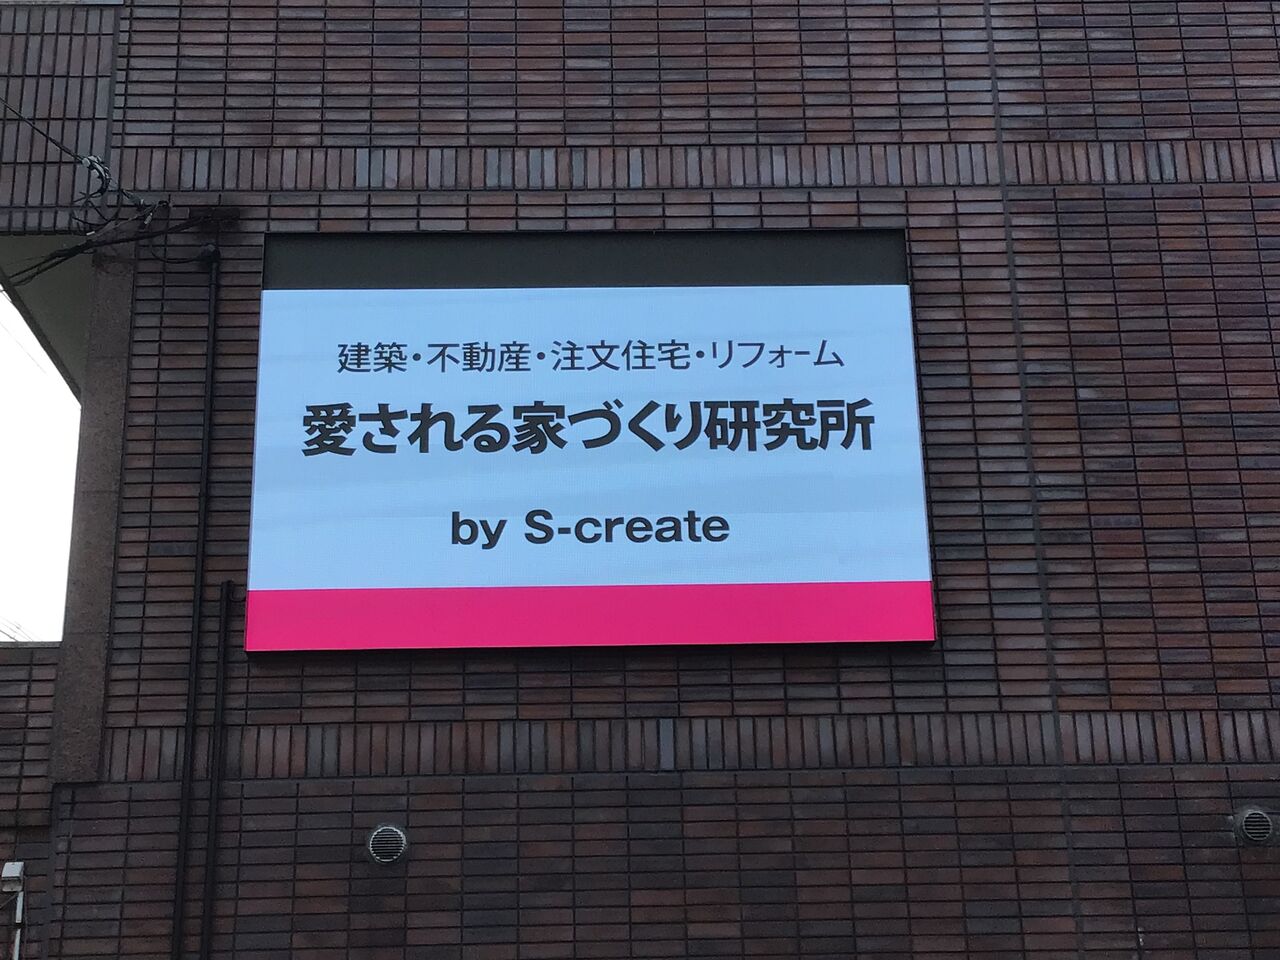 建築・不動産・注文住宅・リフォーム
愛される家づくり研究所
by S-create